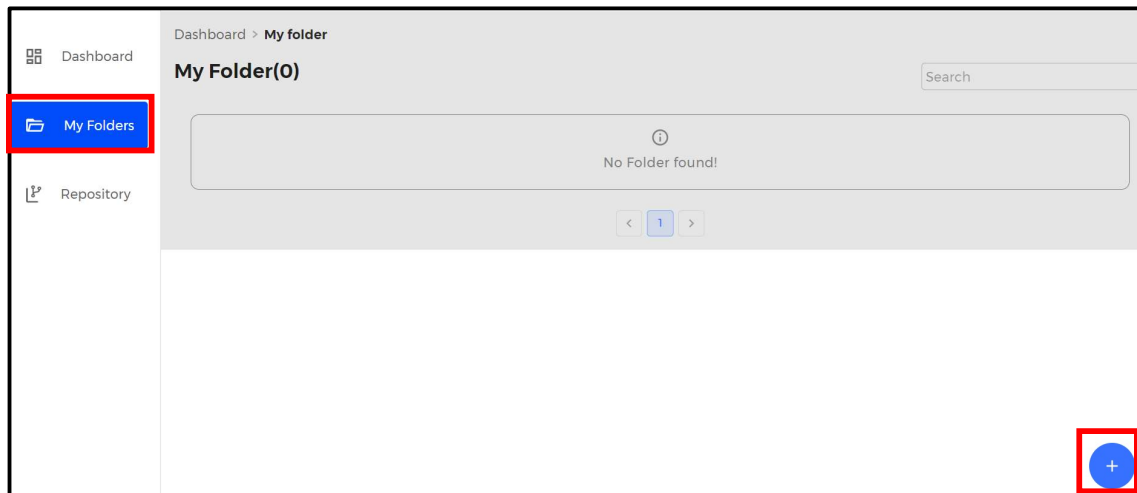 Dashboard > My folder
Dashboard
My Folder(0)
Search
My Folders
No Folder found!
Repository
< 1 >
+